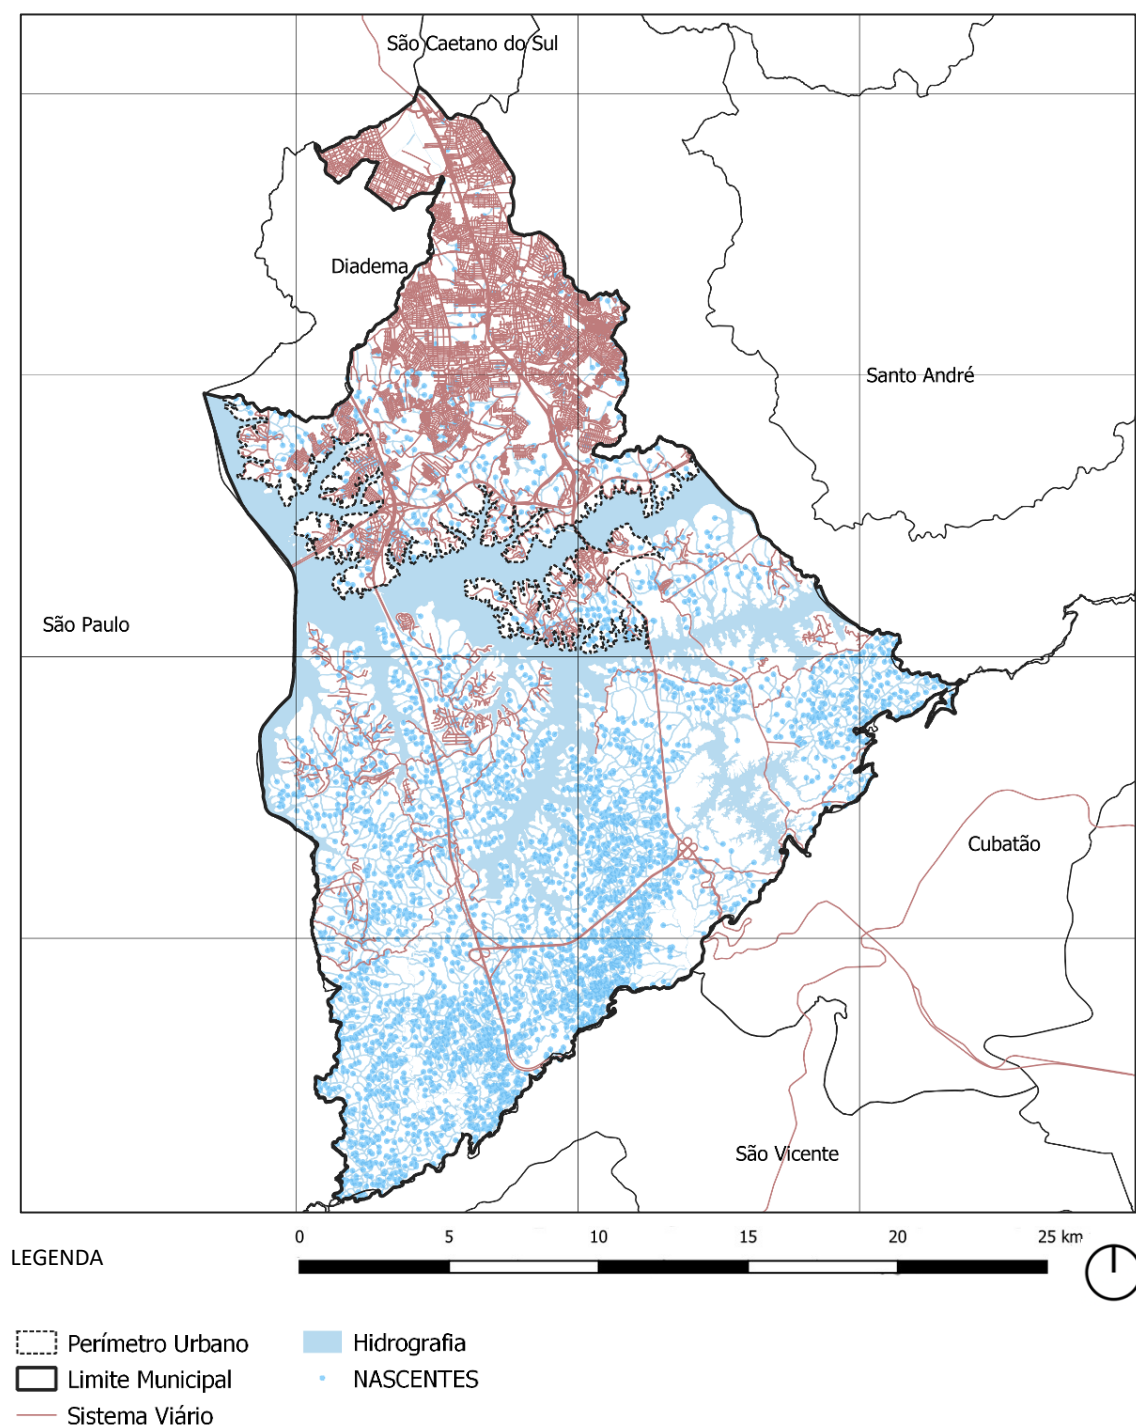 São Caetano do Sul
Diadema
Santo André
São Paulo
Cubatão
São Vicente
0 5 10 15 20 25 km
LEGENDA
Perímetro Urbano
Hidrografia
Limite Municipal
NASCENTES
Sistema Viário